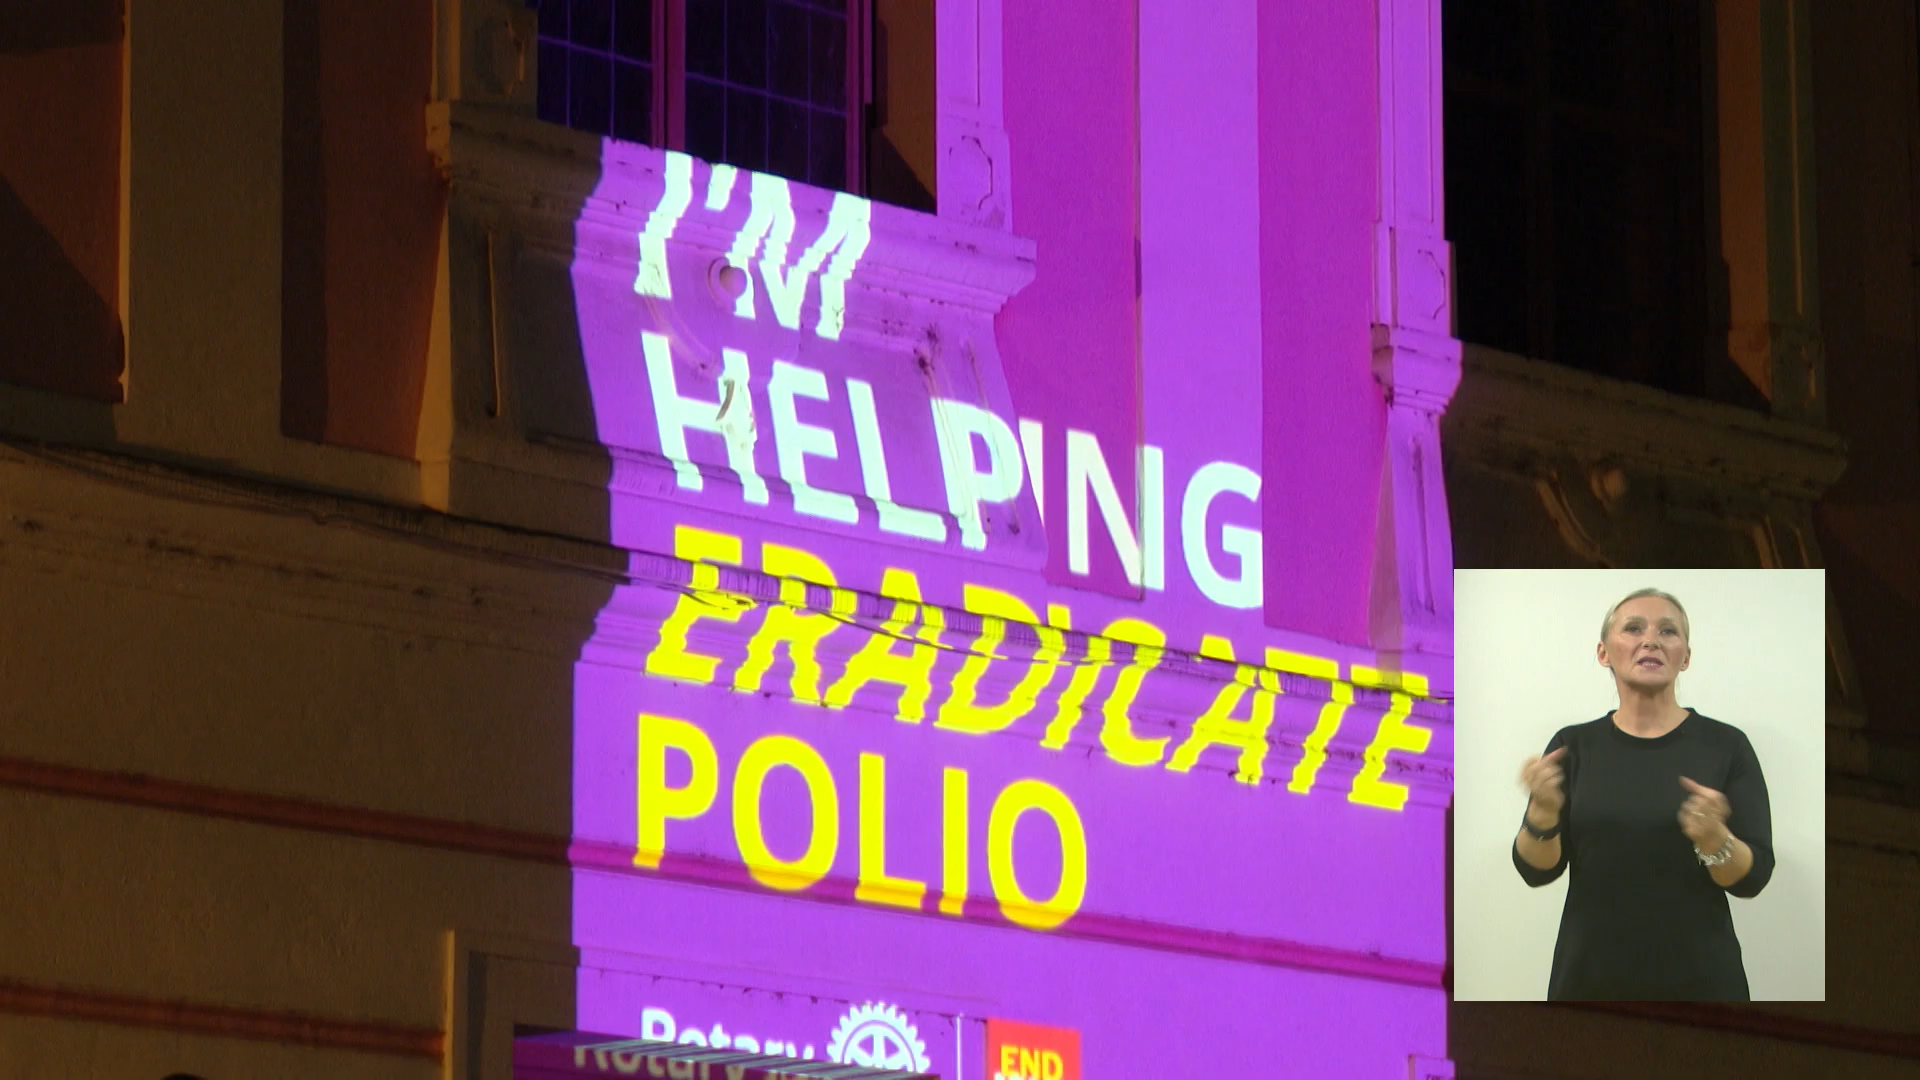 I'M
HELPING
ERADICATE
POLIO
Rotary
END